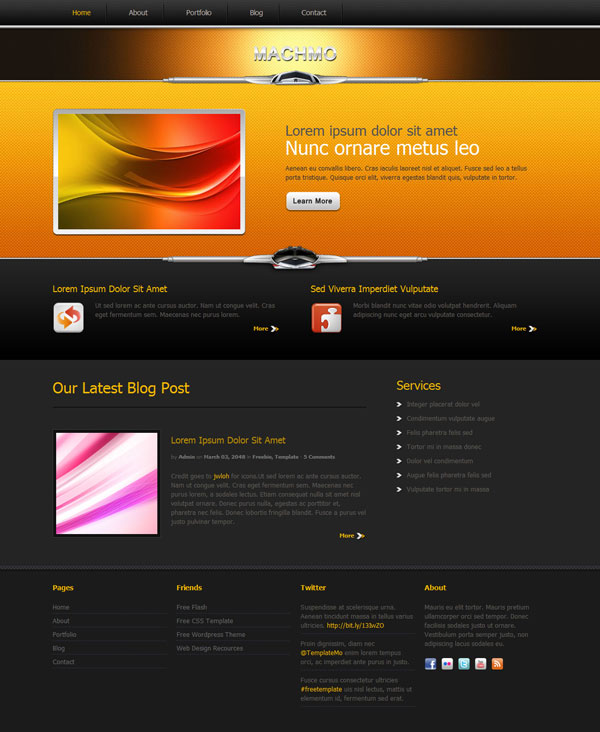 Home About Portfolio Blog Contact
MACHMO
Lorem ipsum dolor sit amet
Nunc ornare metus leo
Aenean eu convallis libero. Cras iaculis laoreet nisl et aliquet. Fusce sed leo a tellus
porta tristique. Quisque orci elit, viverra egestas blandit quis, vulputate in tortor.
Learn More
Lorem Ipsum Dolor Sit Amet
Ut sed lorem ac ante cursus auctor. Nam ut congue velit. Cras
eget fermentum sem. Maecenas nec purus lorem.
More
Sed Viverra Imperdiet Vulputate
Morbi blandit nunc vitae odio volutpat hendrerit. Aliquam
adipiscing nunc eget arcu vulputate consectetur.
More
Our Latest Blog Post
Lorem Ipsum Dolor Sit Amet
by Admin on March 03, 2048 in Freebie, Template - 5 Comments
Credit goes to jwloh for icons.Ut sed lorem ac ante cursus auctor.
Nam ut congue velit. Cras eget fermentum sem. Maecenas nec
purus lorem, a sodales lectus. Etiam consequat nulla sit amet nisl
volutpat ornare. Donec purus nulla, egestas ac porttitor et,
pharetra nec felis. Donec lobortis fringilla blandit. Fusce a purus vel
justo pulvinar tempor.
More
Services
Integer placerat dolor vel
Condimentum vulputate augue
Felis pharetra felis sed
Tortor mi in massa donec
Dolor vel condimentum
Augue felis pharetra felis sed
Vulputate tortor mi in massa
Pages
Home
About
Portfolio
Blog
Contact
Friends
Free Flash
Free CSS Template
Free Wordpress Theme
Web Design Recources
Twitter
Suspendisse at scelerisque urna.
Aenean tincidunt massa in tellus varius
ultricies. http://bit.ly/13IwZO
Proin dignissim, diam nec
@TemplateMo enim lorem tempus
orci, ac imperdiet ante purus in justo.
Fusce cursus consectetur ultricies
#freetemplate uis nisl lectus, mattis ut
elementum id, fermentum sed erat.
About
Mauris eu elit tortor. Mauris pretium
ullamcorper orci sed tempor. Donec
facilisis sodales justo ut ornare.
Vestibulum porta semper justo, non
adipiscing lacus sodales eu.